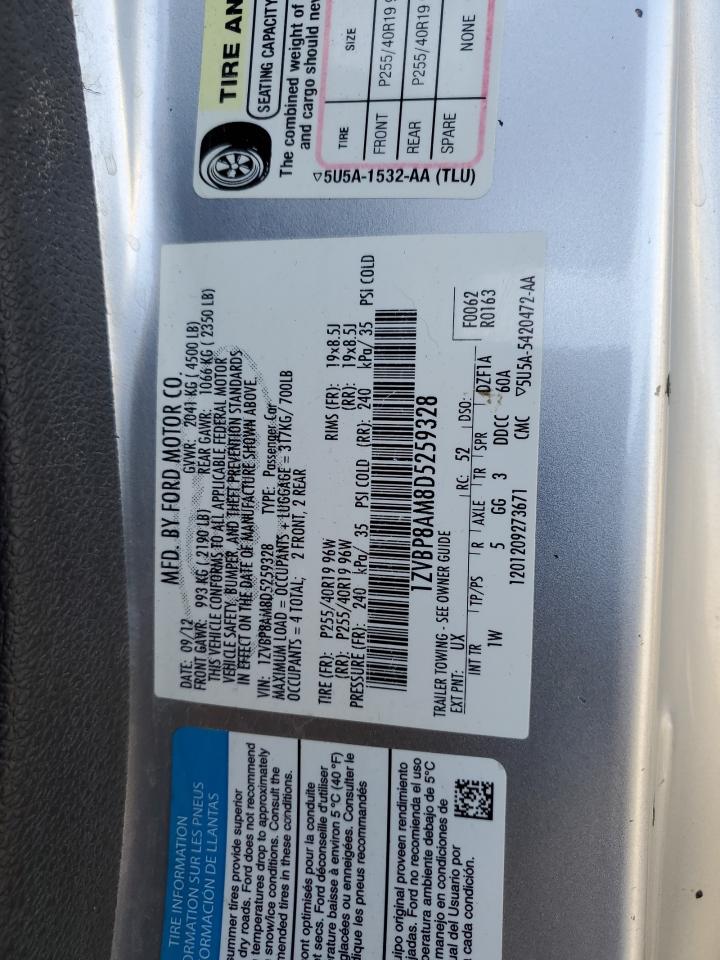 TIRE AN
SEATING CAPACITY
The combined weight of
and cargo should nev
TIRE SIZE
FRONT P255/40R19 9
REAR P255/40R19
SPARE NONE
▽5U5A-1532-AA (TLU)
MFD. BY FORD MOTOR CO.
DATE: 09/12 GVWR: 2041 KG ( 4500 LB)
FRONT GAWR: 993 KG ( 2190 LB) REAR GAWR: 1066 KG ( 2350 LB)
THIS VEHICLE CONFORMS TO ALL APPLICABLE FEDERAL MOTOR
VEHICLE SAFETY, BUMPER, AND THEFT PREVENTION STANDARDS
IN EFFECT ON THE DATE OF MANUFACTURE SHOWN ABOVE
VIN: 1ZVBP8AM8D5259328 TYPE: Passenger Car
MAXIMUM LOAD = OCCUPANTS + LUGGAGE = 317KG/ 700LB
OCCUPANTS = 4 TOTAL; 2 FRONT, 2 REAR
TIRE (FR): P255/40R19 96W RIMS (FR): 19x8.5J
(RR): P255/40R19 96W (RR): 19x8.5J
PRESSURE (FR): 240 kPa/ 35 PSI COLD (RR): 240 kPa/ 35 PSI COLD
1ZVBP8AM8D5259328
TRAILER TOWING - SEE OWNER GUIDE
EXT PNT: UX RC: 52 DSO: F0062
INT TR TP/PS R AXLE TR SPR DZF1A R0163
1W 5 GG 3 DDCC 60A
1201209273671 CMC ▽5U5A-5420472-AA
TIRE INFORMATION
ORMATION SUR LES PNEUS
ORMACION DE LLANTAS
summer tires provide superior
dry roads. Ford does not recommend
temperatures drop to approximately
snow/ice conditions. Consult the
mended tires in these conditions.
ont optimisés pour la conduite
et secs. Ford déconseille d'utiliser
rature baisse à environ 5 °C (40 °F)
glacées ou enneigées. Consulter le
dique les pneus recommandés
uipo original proveen rendimiento
jadas. Ford no recomienda el uso
peratura ambiente debajo de 5°C
manejo en condiciones de
ual del Usuario por
a cada condición.